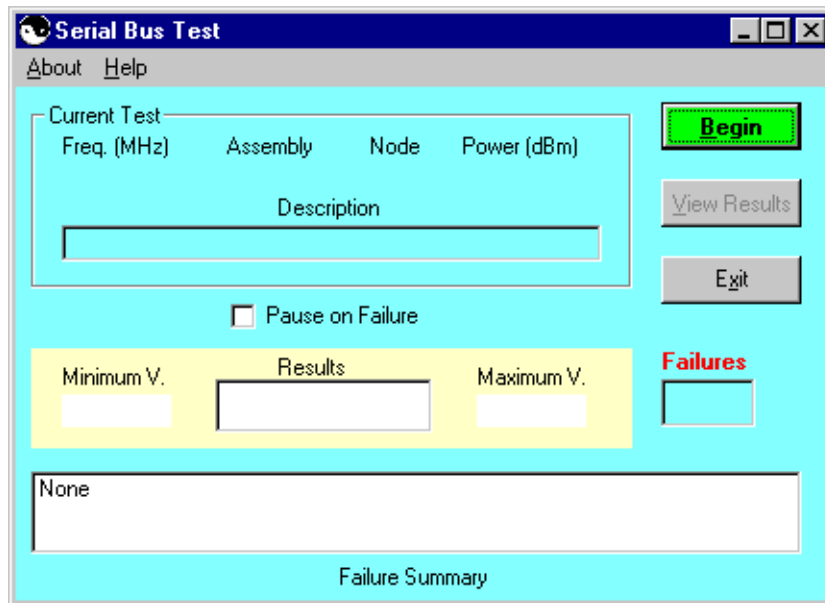 Serial Bus Test
About Help
Current Test
Freq. (MHz) Assembly Node Power (dBm)
Description
Begin
View Results
Exit
Pause on Failure
Minimum V. Results Maximum V.
Failures
None
Failure Summary